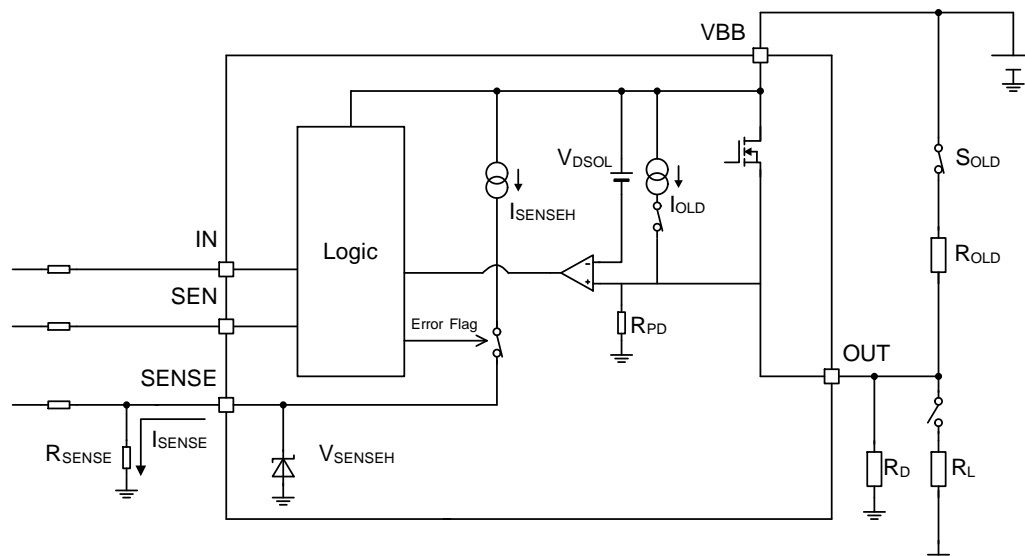 VBB
VDSOL
ISENSEH
IOLD
SOLD
ROLD
IN
SEN
SENSE
Logic
Error Flag
-
+
RPD
OUT
RSENSE
ISENSE
VSENSEH
RD
RL